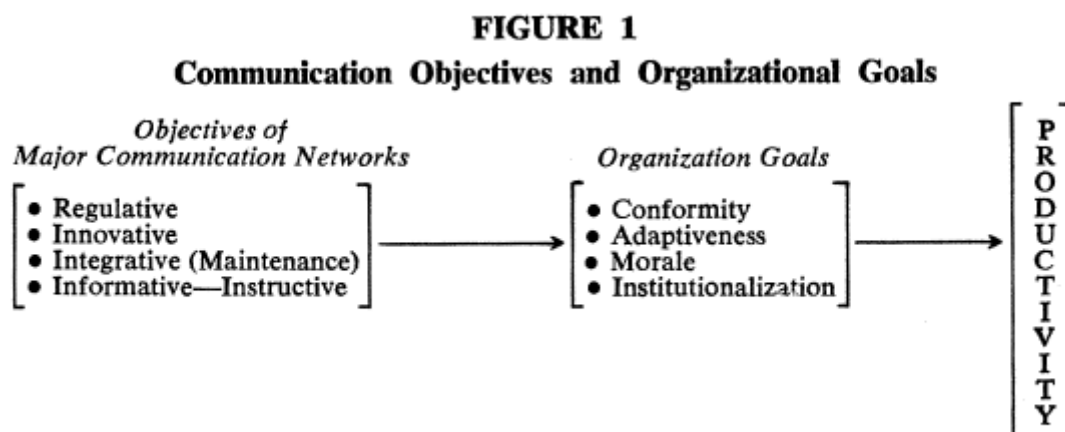 FIGURE 1
Communication Objectives and Organizational Goals
Objectives of
Major Communication Networks
• Regulative
• Innovative
• Integrative (Maintenance)
• Informative—Instructive
Organization Goals
• Conformity
• Adaptiveness
• Morale
• Institutionalization
PRODUCTIVITY